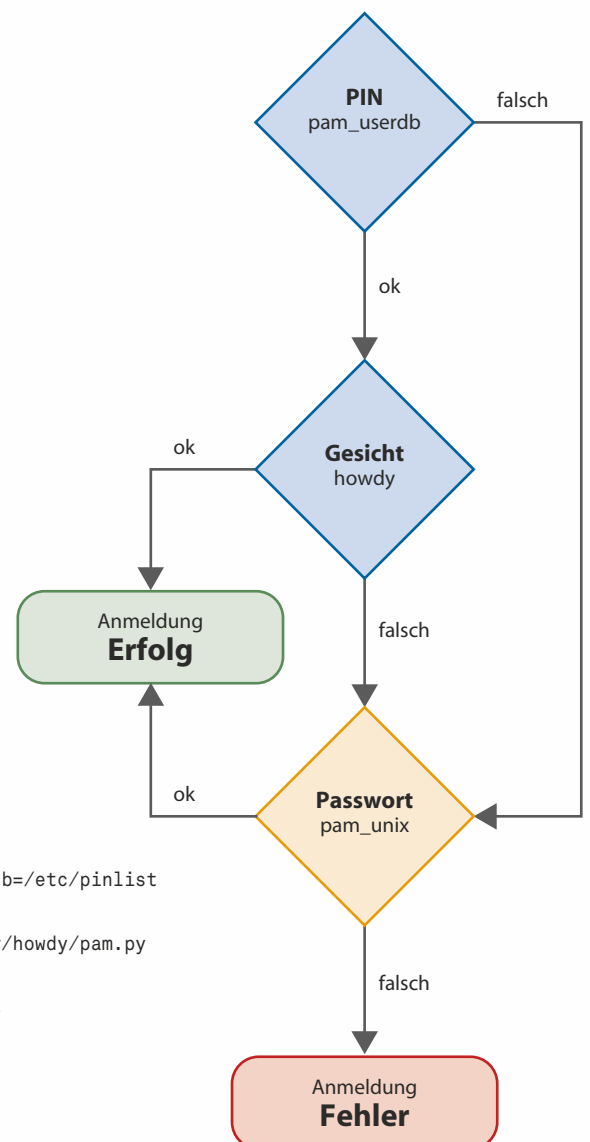 PIN
pam_userdb
falsch
ok
Gesicht
howdy
ok
Anmeldung
Erfolg
falsch
ok
Passwort
pam_unix
b=/etc/pinlist
/howdy/pam.py
falsch
Anmeldung
Fehler